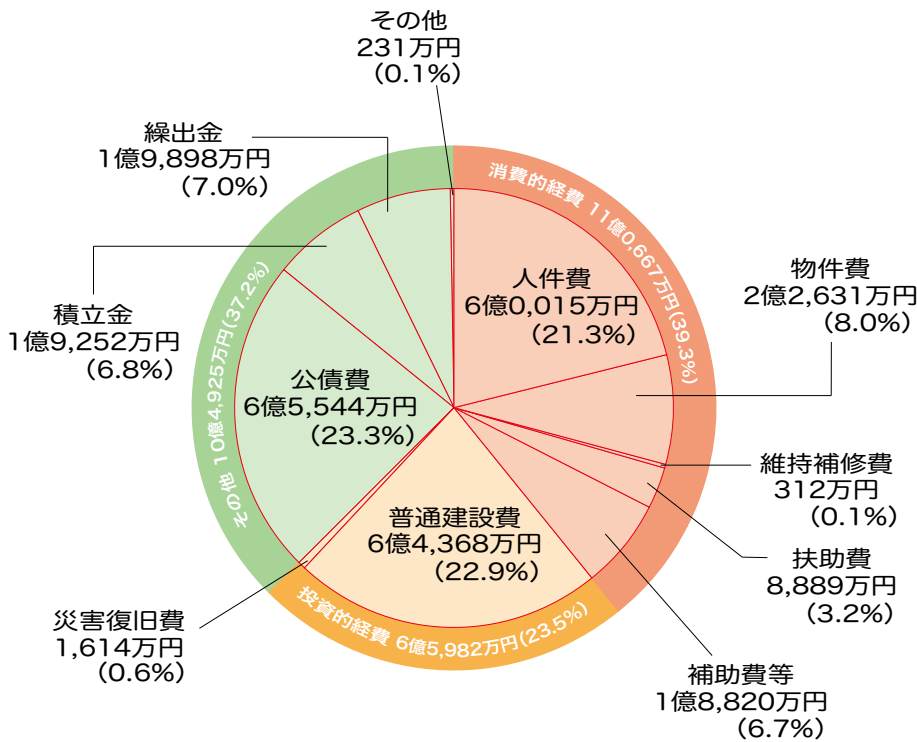 その他
231万円
(0.1%)
繰出金
1億9,898万円
(7.0%)
積立金
1億9,252万円
(6.8%)
公債費
6億5,544万円
(23.3%)
その他 10億4,925万円(37.2%)
消費的経費 11億0,667万円(39.3%)
人件費
6億0,015万円
(21.3%)
物件費
2億2,631万円
(8.0%)
維持補修費
312万円
(0.1%)
扶助費
8,889万円
(3.2%)
補助費等
1億8,820万円
(6.7%)
普通建設費
6億4,368万円
(22.9%)
投資的経費 6億5,982万円(23.5%)
災害復旧費
1,614万円
(0.6%)